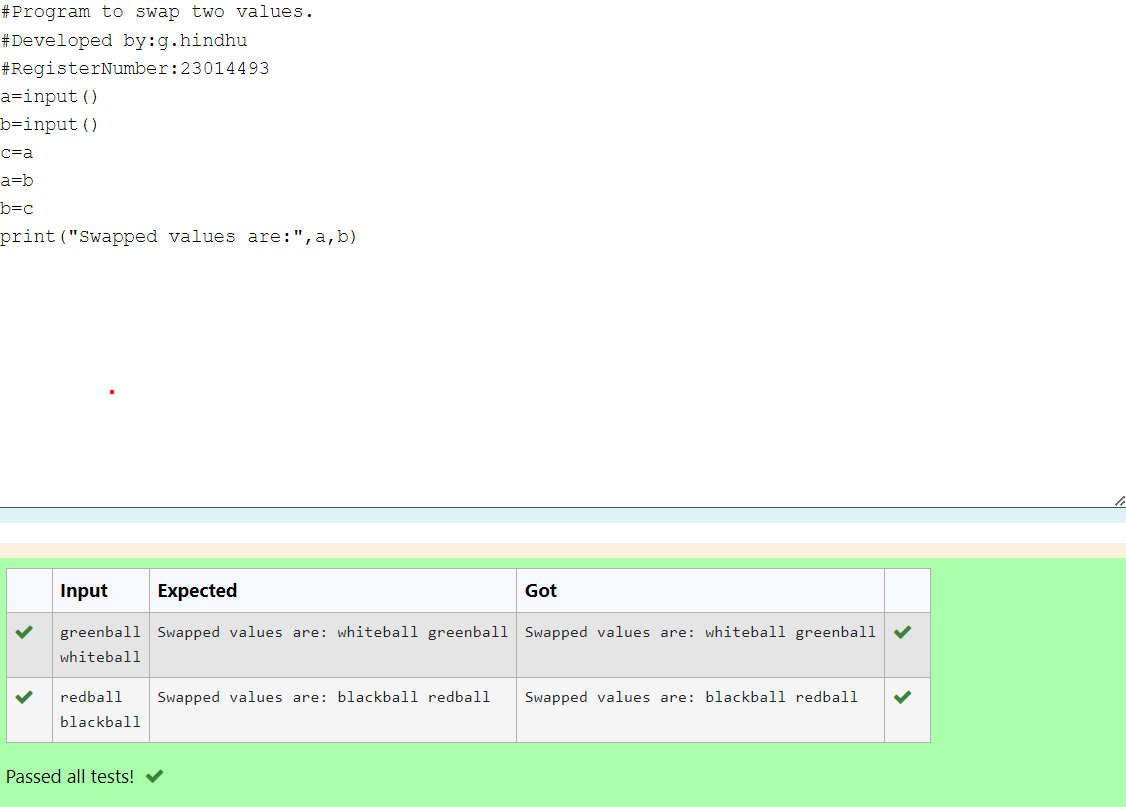 #Program to swap two values.
#Developed by:g.hindhu
#RegisterNumber:23014493
a=input()
b=input()
c=a
a=b
b=c
print("Swapped values are:",a,b)
Input Expected Got
greenball Swapped values are: whiteball greenball Swapped values are: whiteball greenball
whiteball
redball Swapped values are: blackball redball Swapped values are: blackball redball
blackball
Passed all tests!